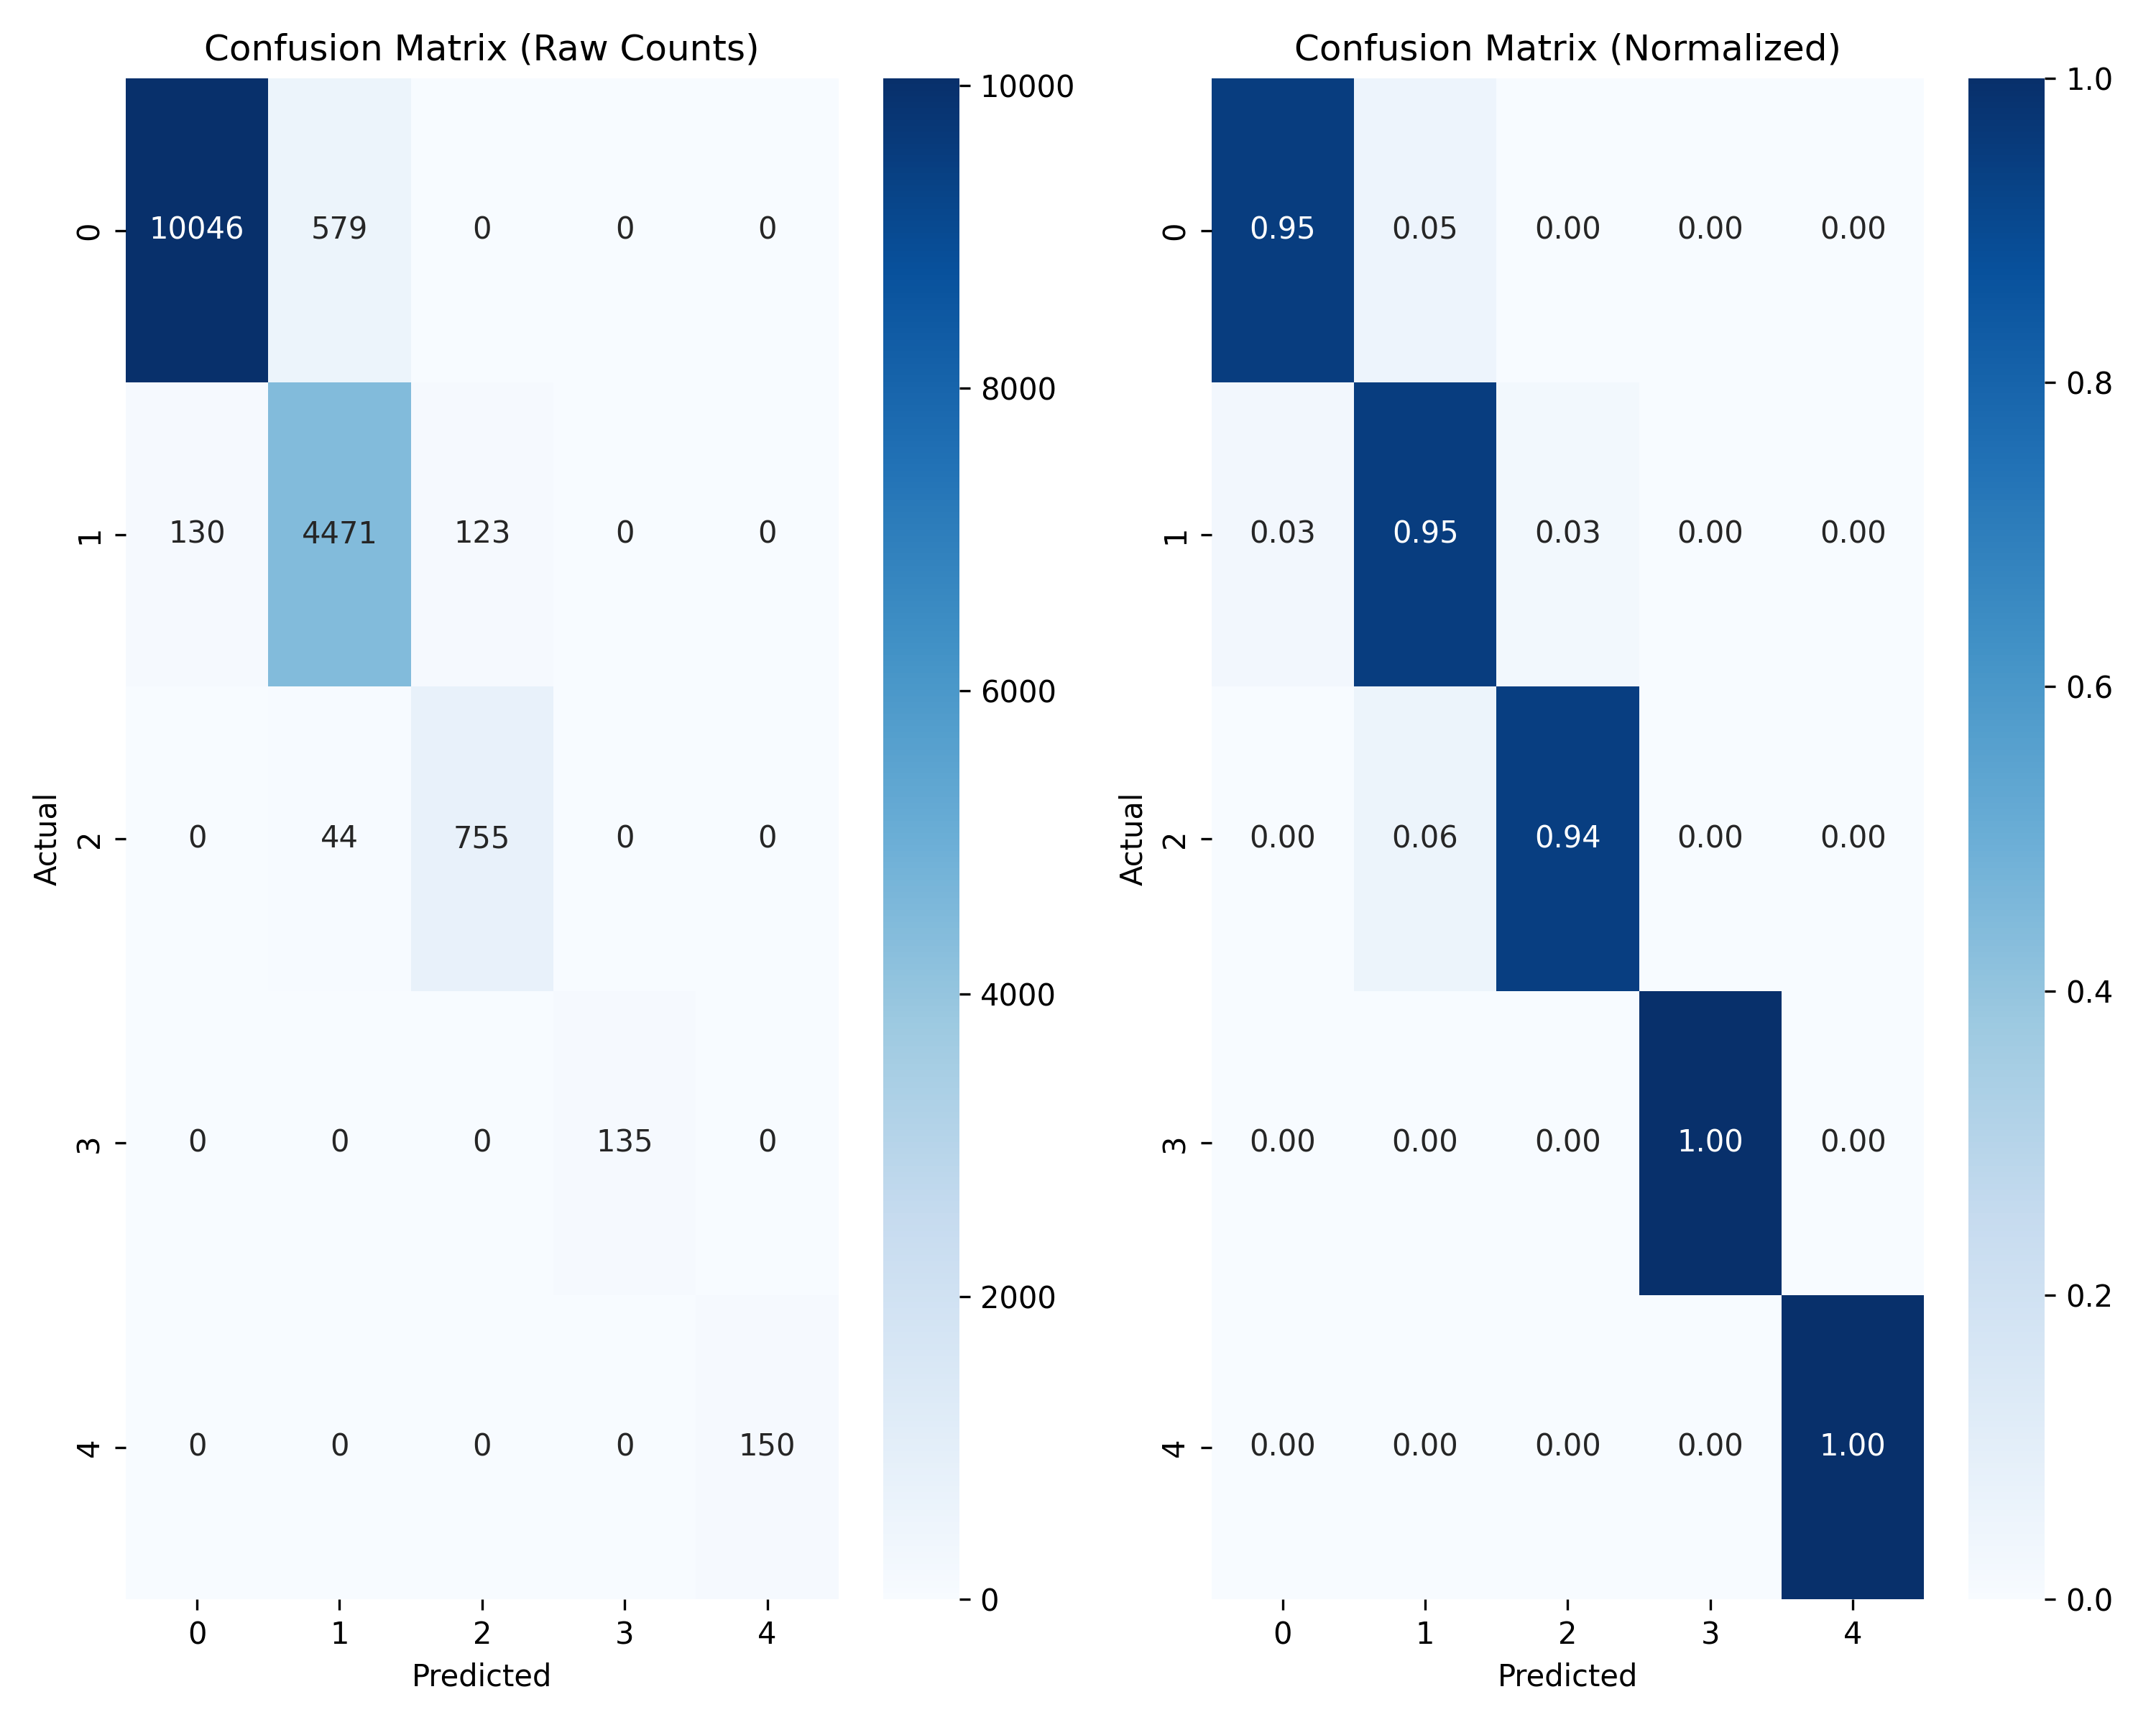 Confusion Matrix (Raw Counts)
10000
8000
6000
4000
2000
0
Actual
0 10046 579 0 0 0
1 130 4471 123 0 0
2 0 44 755 0 0
3 0 0 0 135 0
4 0 0 0 0 150
0 1 2 3 4
Predicted
Confusion Matrix (Normalized)
1.0
0.8
0.6
0.4
0.2
0.0
Actual
0 0.95 0.05 0.00 0.00 0.00
1 0.03 0.95 0.03 0.00 0.00
2 0.00 0.06 0.94 0.00 0.00
3 0.00 0.00 0.00 1.00 0.00
4 0.00 0.00 0.00 0.00 1.00
0 1 2 3 4
Predicted